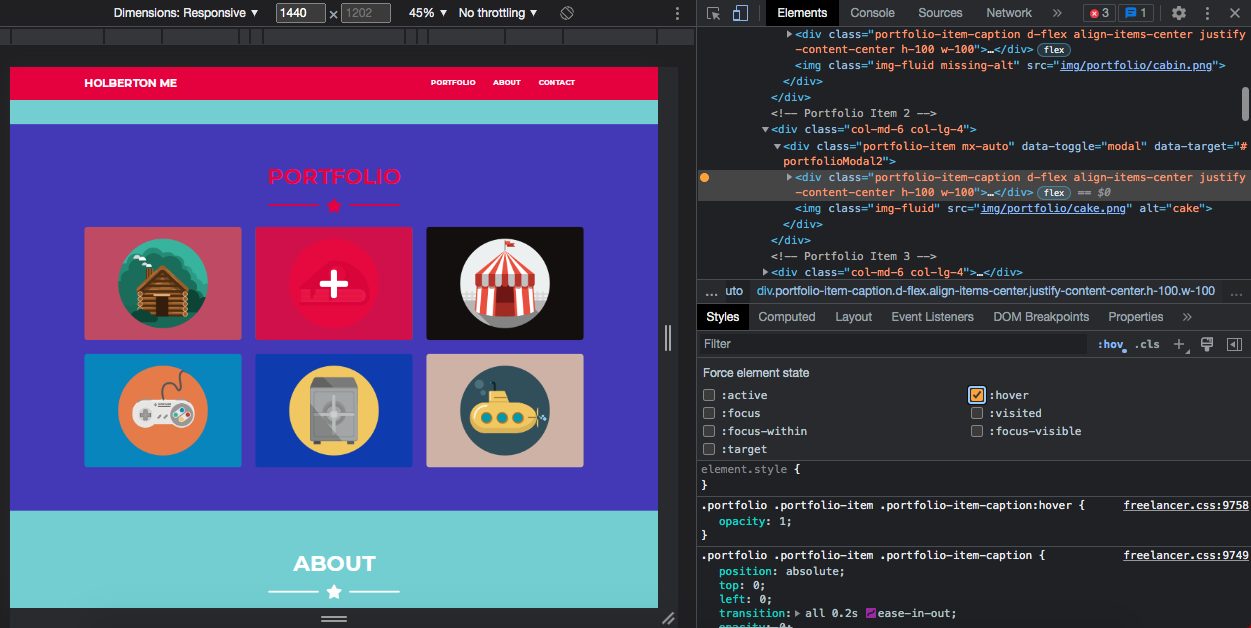 Dimensions: Responsive ▼ 1440 × 1202 45% ▼ No throttling ▼
HOLBERTON ME
PORTFOLIO ABOUT CONTACT
PORTFOLIO
ABOUT
Elements Console Sources Network » 3 1
▶<div class="portfolio-item-caption d-flex align-items-center justify
-content-center h-100 w-100">…</div> flex
<img class="img-fluid missing-alt" src="img/portfolio/cabin.png">
</div>
</div>
<!-- Portfolio Item 2 -->
▼<div class="col-md-6 col-lg-4">
▼<div class="portfolio-item mx-auto" data-toggle="modal" data-target="#
portfolioModal2">
▶<div class="portfolio-item-caption d-flex align-items-center justify
-content-center h-100 w-100">…</div> flex == $0
<img class="img-fluid" src="img/portfolio/cake.png" alt="cake">
</div>
</div>
<!-- Portfolio Item 3 -->
▶<div class="col-md-6 col-lg-4">…</div>
… uto div.portfolio-item-caption.d-flex.align-items-center.justify-content-center.h-100.w-100 …
Styles Computed Layout Event Listeners DOM Breakpoints Properties »
Filter :hov .cls +
Force element state
:active :hover
:focus :visited
:focus-within :focus-visible
:target
element.style {
}
.portfolio .portfolio-item .portfolio-item-caption:hover { freelancer.css:9758
opacity: 1;
}
.portfolio .portfolio-item .portfolio-item-caption { freelancer.css:9749
position: absolute;
top: 0;
left: 0;
transition:▶ all 0.2s ease-in-out;
opacity: 0;